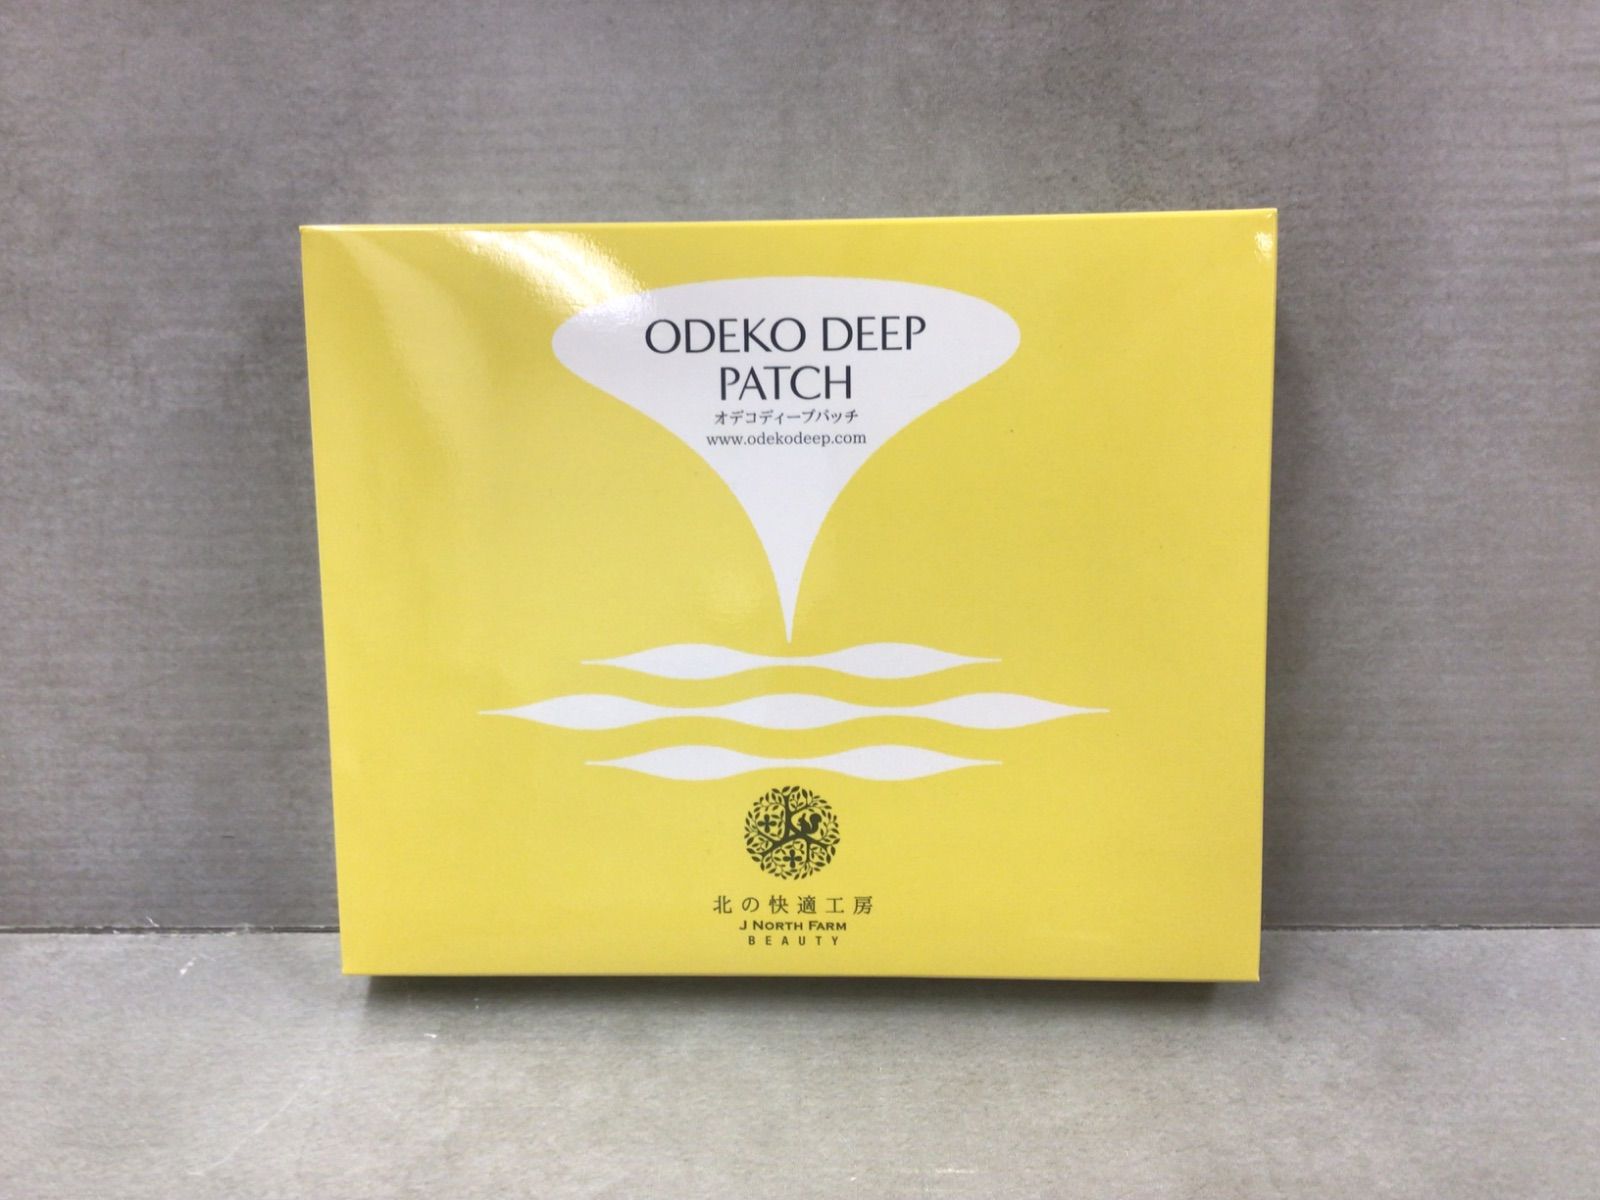 ODEKO DEEP
PATCH
オデコディープパッチ
www.odekodeep.com
北の快適工房
J NORTH FARM
BEAUTY